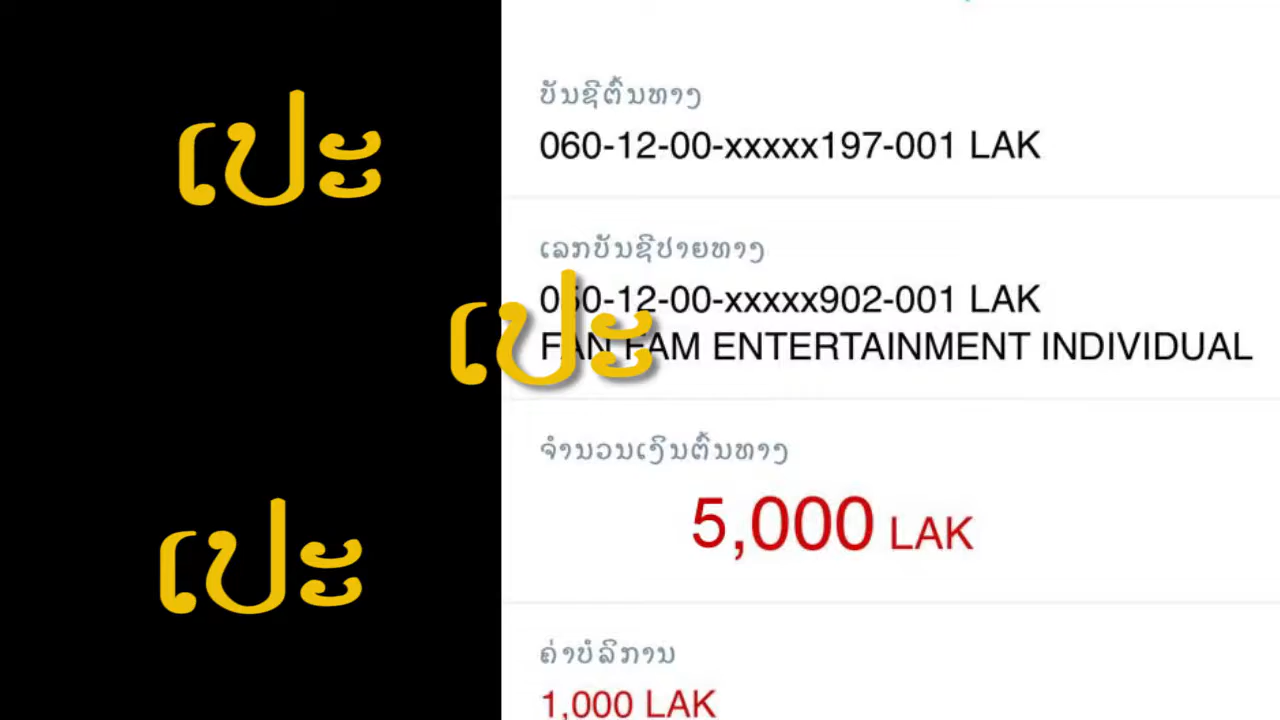 ເປະ
ເປະ
ເປະ
ບັນຊີຕົ້ນທາງ
060-12-00-xxxxx197-001 LAK
ເລກບັນຊີປາຍທາງ
050-12-00-xxxxx902-001 LAK
FAN FAM ENTERTAINMENT INDIVIDUAL
ຈຳນວນເງິນຕົ້ນທາງ
5,000 LAK
ຄ່າບໍລິການ
1,000 LAK